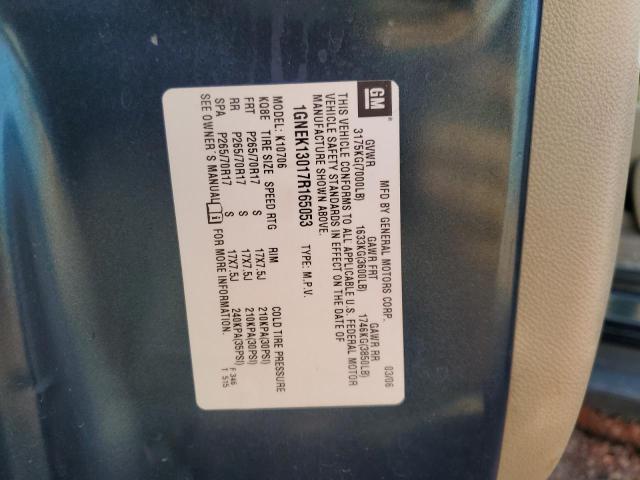 GM
MFD BY GENERAL MOTORS CORP. 03/06
GVWR GAWR FRT GAWR RR
3175KG(7000LB) 1633KG(3600LB) 1746KG(3850LB)
THIS VEHICLE CONFORMS TO ALL APPLICABLE U.S. FEDERAL MOTOR
VEHICLE SAFETY STANDARDS IN EFFECT ON THE DATE OF
MANUFACTURE SHOWN ABOVE.
1GNEK13017R165053 TYPE: M.P.V.
MODEL: K10706
K0BE TIRE SIZE SPEED RTG RIM COLD TIRE PRESSURE
FRT P265/70R17 S 17X7.5J 210KPA(30PSI)
RR P265/70R17 S 17X7.5J 210KPA(30PSI)
SPA P265/70R17 S 17X7.5J 240KPA(35PSI)
SEE OWNER'S MANUAL i FOR MORE INFORMATION. F 346
T 515